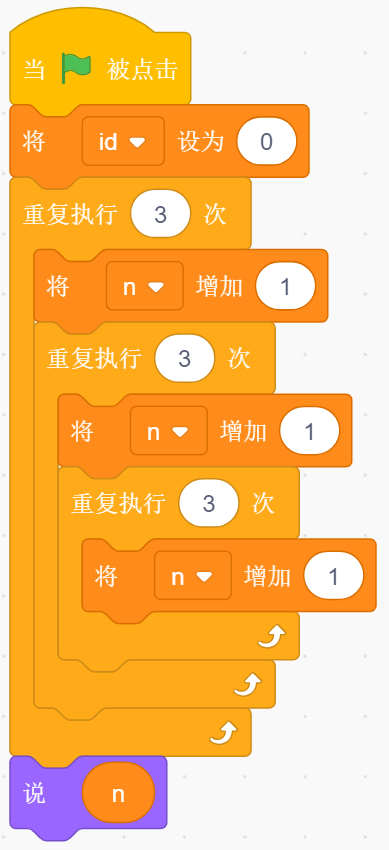 当 被点击
将 id 设为 0
重复执行 3 次
将 n 增加 1
重复执行 3 次
将 n 增加 1
重复执行 3 次
将 n 增加 1
说 n